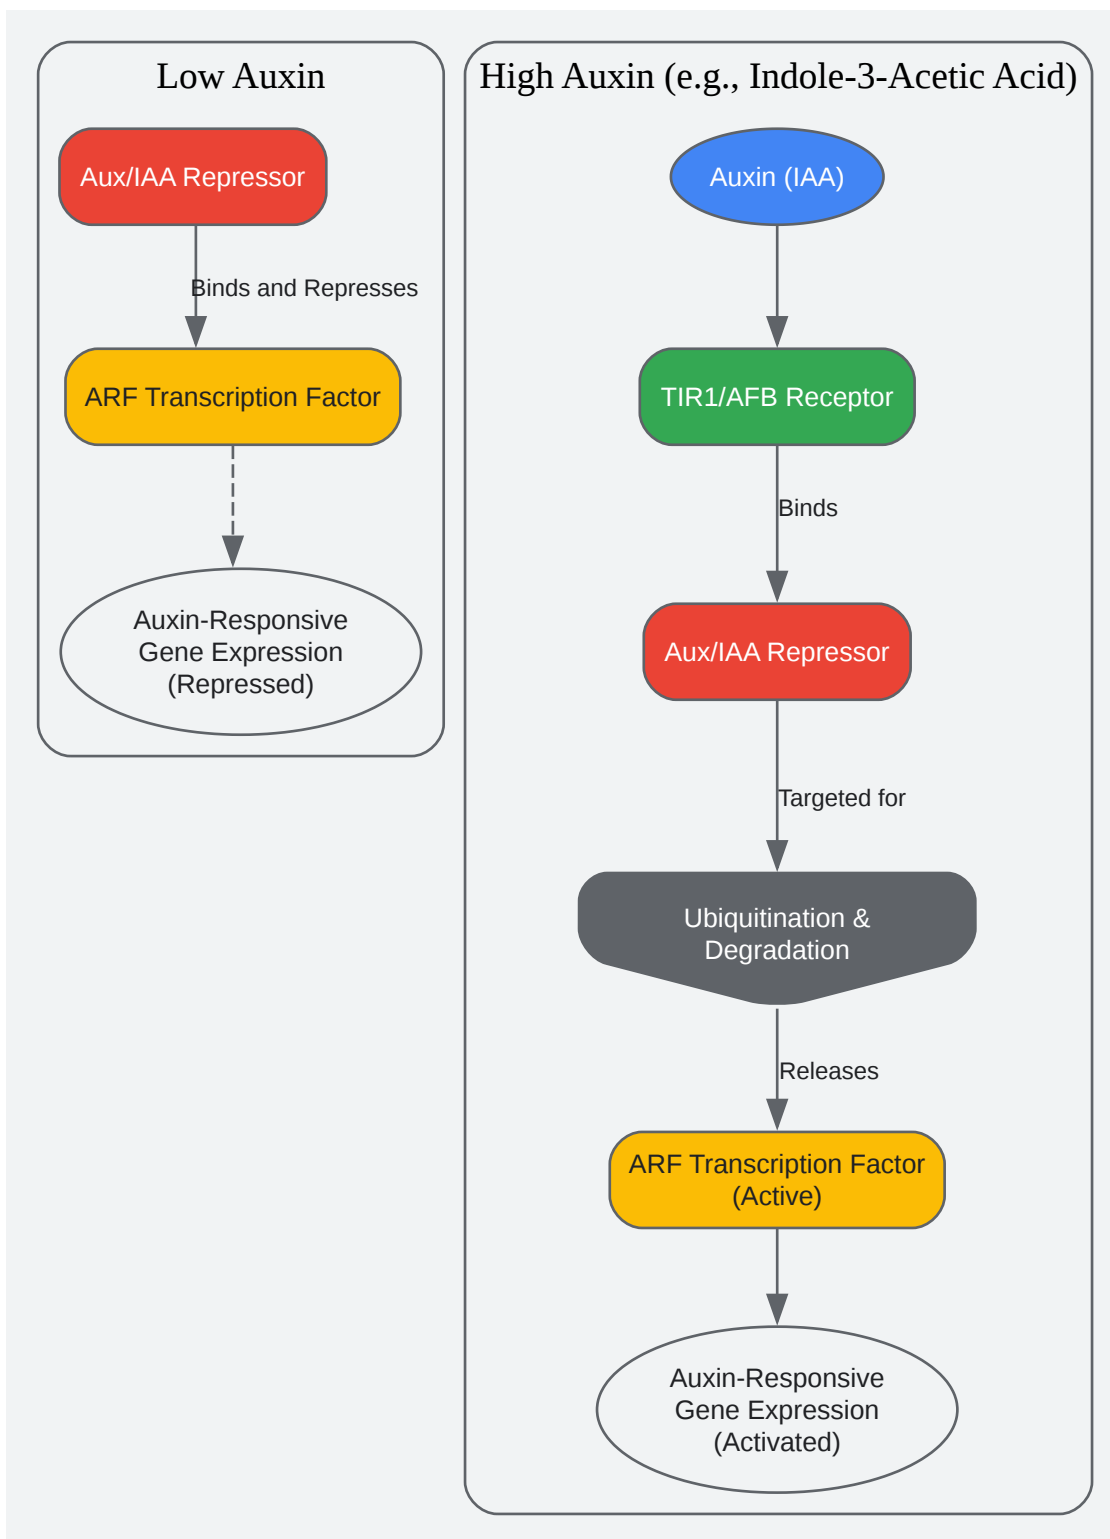 Low Auxin
Aux/IAA Repressor
Binds and Represses
ARF Transcription Factor
Auxin-Responsive
Gene Expression
(Repressed)
High Auxin (e.g., Indole-3-Acetic Acid)
Auxin (IAA)
TIR1/AFB Receptor
Binds
Aux/IAA Repressor
Targeted for
Ubiquitination &
Degradation
Releases
ARF Transcription Factor
(Active)
Auxin-Responsive
Gene Expression
(Activated)